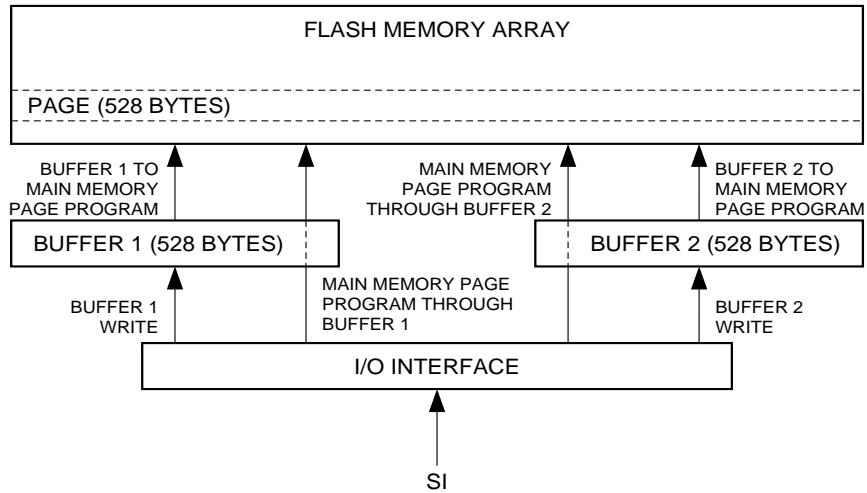 FLASH MEMORY ARRAY
PAGE (528 BYTES)
BUFFER 1 TO
MAIN MEMORY
PAGE PROGRAM
MAIN MEMORY
PAGE PROGRAM
THROUGH BUFFER 2
BUFFER 2 TO
MAIN MEMORY
PAGE PROGRAM
BUFFER 1 (528 BYTES)
BUFFER 2 (528 BYTES)
BUFFER 1
WRITE
MAIN MEMORY PAGE
PROGRAM THROUGH
BUFFER 1
BUFFER 2
WRITE
I/O INTERFACE
SI